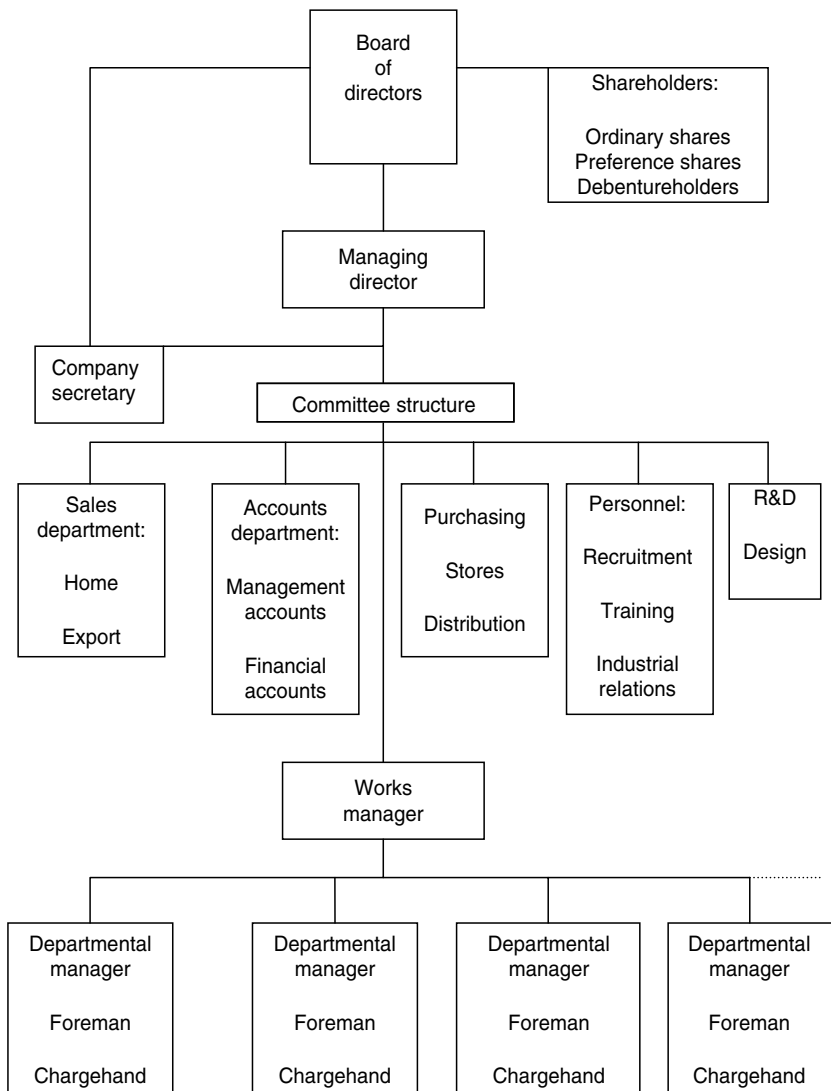 Board
of
directors
Shareholders:
Ordinary shares
Preference shares
Debentureholders
Managing
director
Company
secretary
Committee structure
Sales
department:
Home
Export
Accounts
department:
Management
accounts
Financial
accounts
Purchasing
Stores
Distribution
Personnel:
Recruitment
Training
Industrial
relations
R&D
Design
Works
manager
Departmental
manager
Foreman
Chargehand
Departmental
manager
Foreman
Chargehand
Departmental
manager
Foreman
Chargehand
Departmental
manager
Foreman
Chargehand